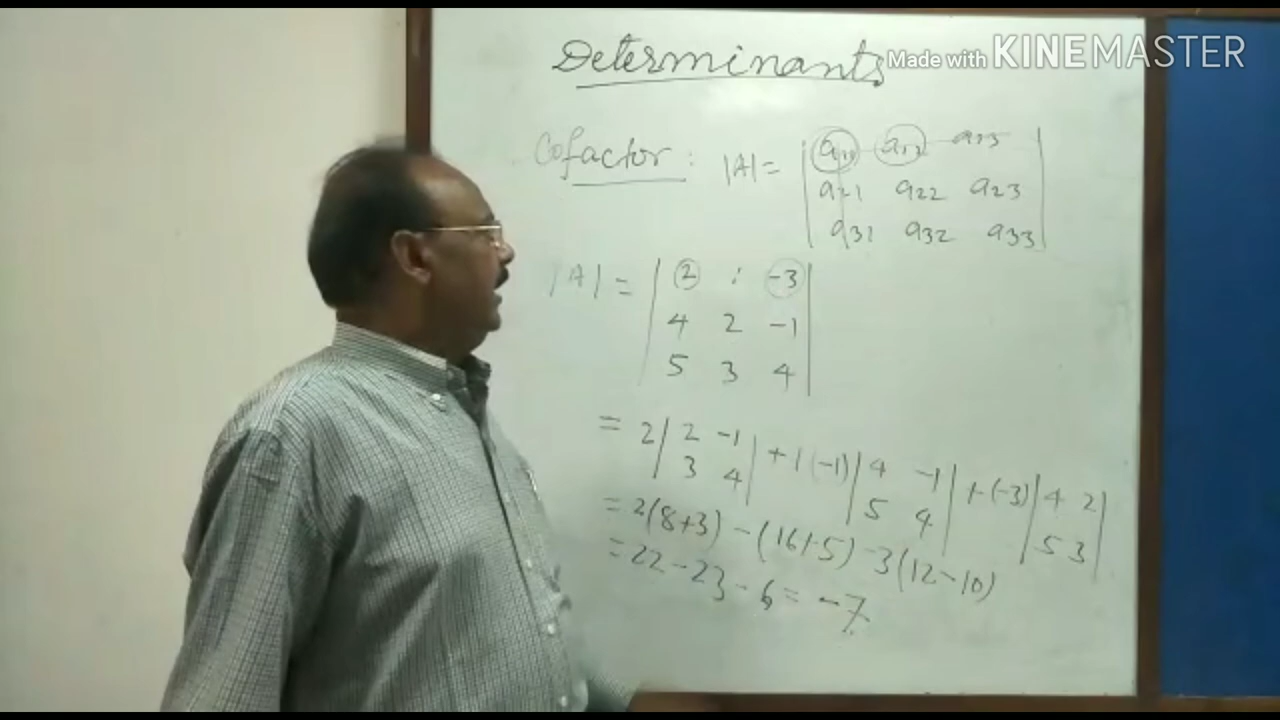 Determinants
Made with KINEMASTER
Cofactor : |A| = | a11 a12 a13 |
| a21 a22 a23 |
| a31 a32 a33 |
|A| = | 2 : -3 |
| 4 2 -1 |
| 5 3 4 |
= 2 | 2 -1 | + 1 (-1) | 4 -1 | + (-3) | 4 2 |
| 3 4 | | 5 4 | | 5 3 |
= 2(8+3) - (16+5) - 3(12-10)
= 22 - 23 - 6 = -7